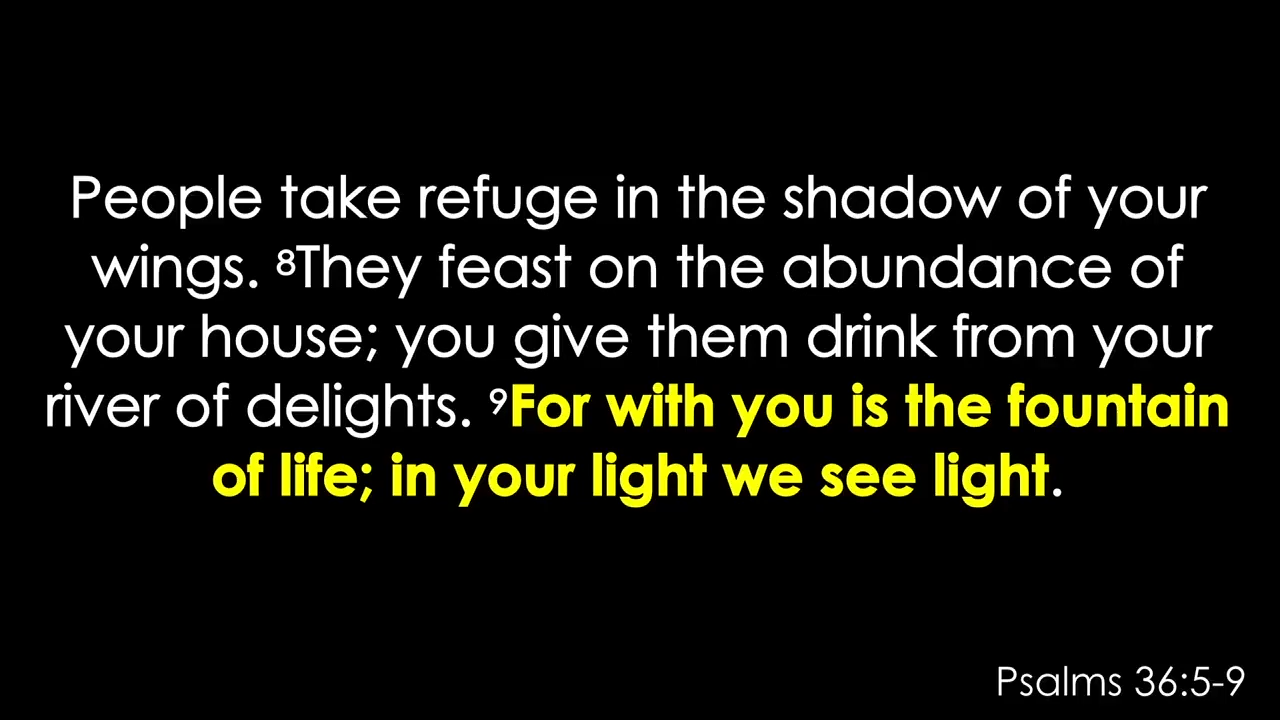 People take refuge in the shadow of your
wings. ⁸They feast on the abundance of
your house; you give them drink from your
river of delights. ⁹For with you is the fountain
of life; in your light we see light.
Psalms 36:5-9